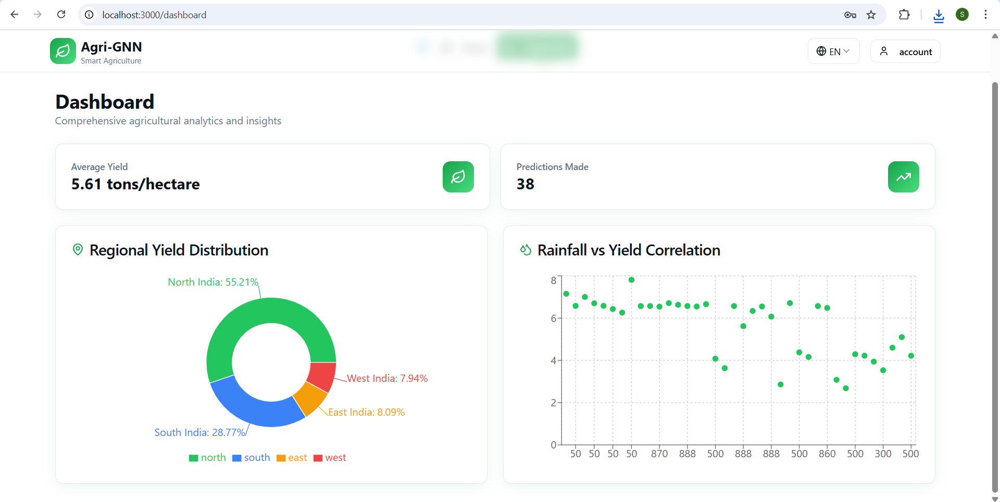 localhost:3000/dashboard
S
Agri-GNN
Smart Agriculture
EN
account
Dashboard
Comprehensive agricultural analytics and insights
Average Yield
5.61 tons/hectare
Predictions Made
38
Regional Yield Distribution
North India: 55.21%
West India: 7.94%
East India: 8.09%
South India: 28.77%
north south east west
Rainfall vs Yield Correlation
8
6
4
2
0
50 50 50 50 870 888 500 888 888 500 860 500 300 500